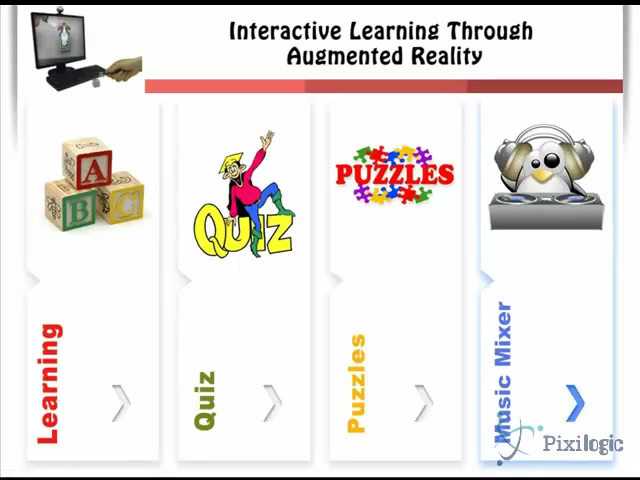 Interactive Learning Through
Augmented Reality
A
B
C
QUIZ
PUZZLES
Learning
Quiz
Puzzles
Music Mixer
Pixilogic